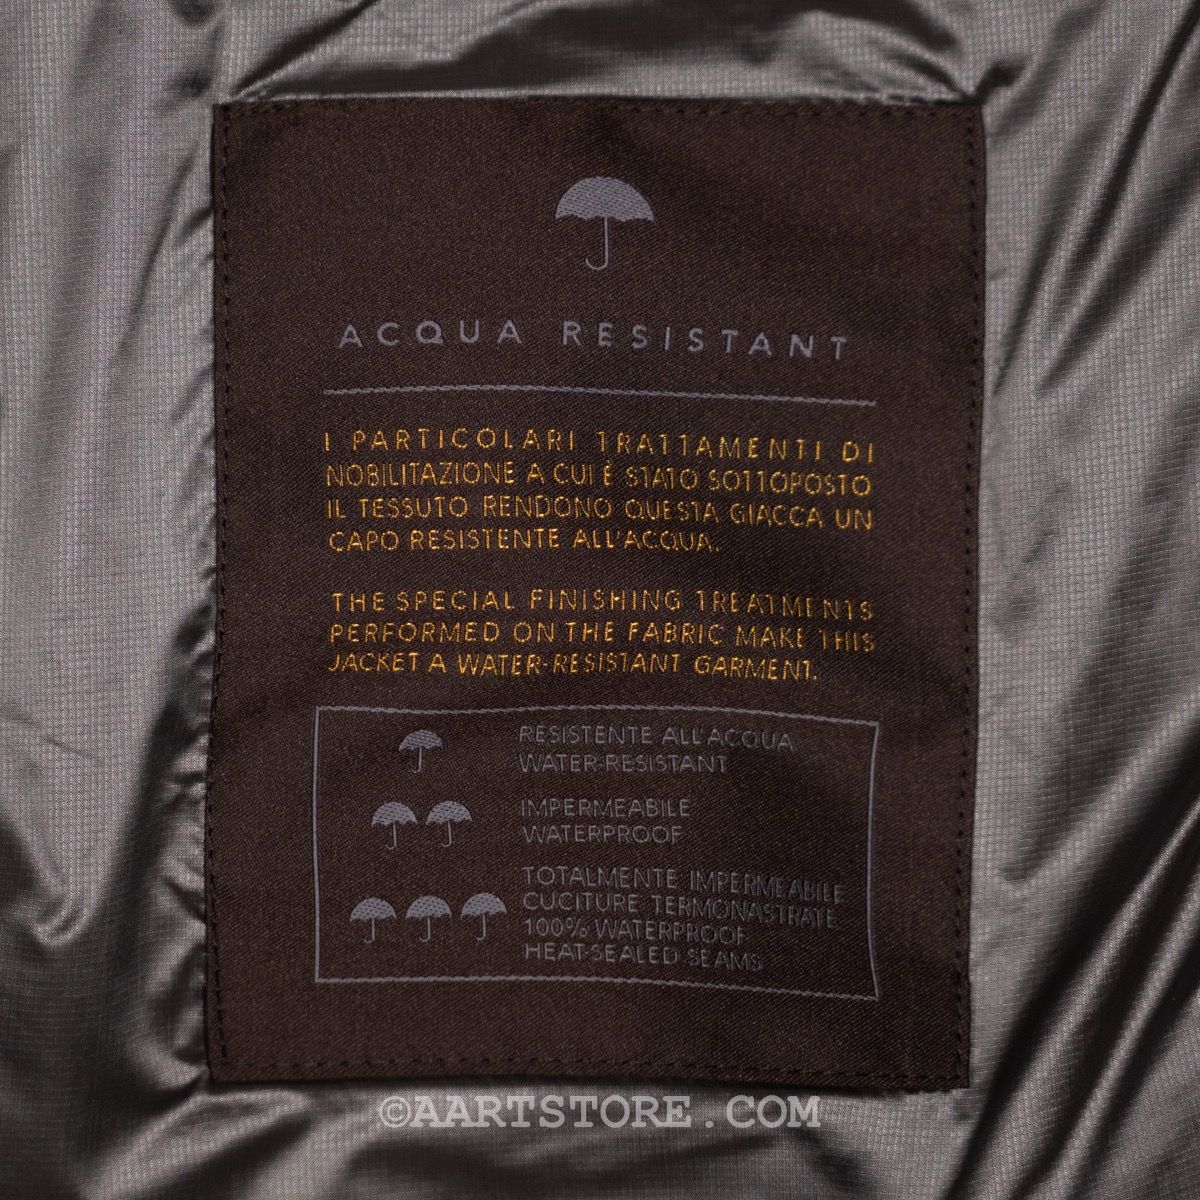 ACQUA RESISTANT
I PARTICOLARI TRATTAMENTI DI
NOBILITAZIONE A CUI È STATO SOTTOPOSTO
IL TESSUTO RENDONO QUESTA GIACCA UN
CAPO RESISTENTE ALL'ACQUA.
THE SPECIAL FINISHING TREATMENTS
PERFORMED ON THE FABRIC MAKE THIS
JACKET A WATER-RESISTANT GARMENT.
RESISTENTE ALL'ACQUA
WATER-RESISTANT
IMPERMEABILE
WATERPROOF
TOTALMENTE IMPERMEABILE
CUCITURE TERMONASTRATE
100% WATERPROOF
HEAT-SEALED SEAMS
©AARTSTORE.COM